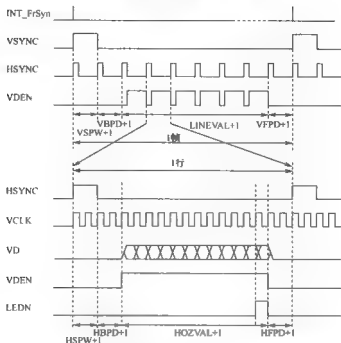 INT_FrSyn
VSYNC
HSYNC
VDEN
VBPD+1
LINEVAL+1
VFPD+1
VSPW+1
1帧
1行
HSYNC
VCLK
VD
VDEN
LEDN
HBPD+1
HOZVAL+1
HFPD+1
HSPW+1